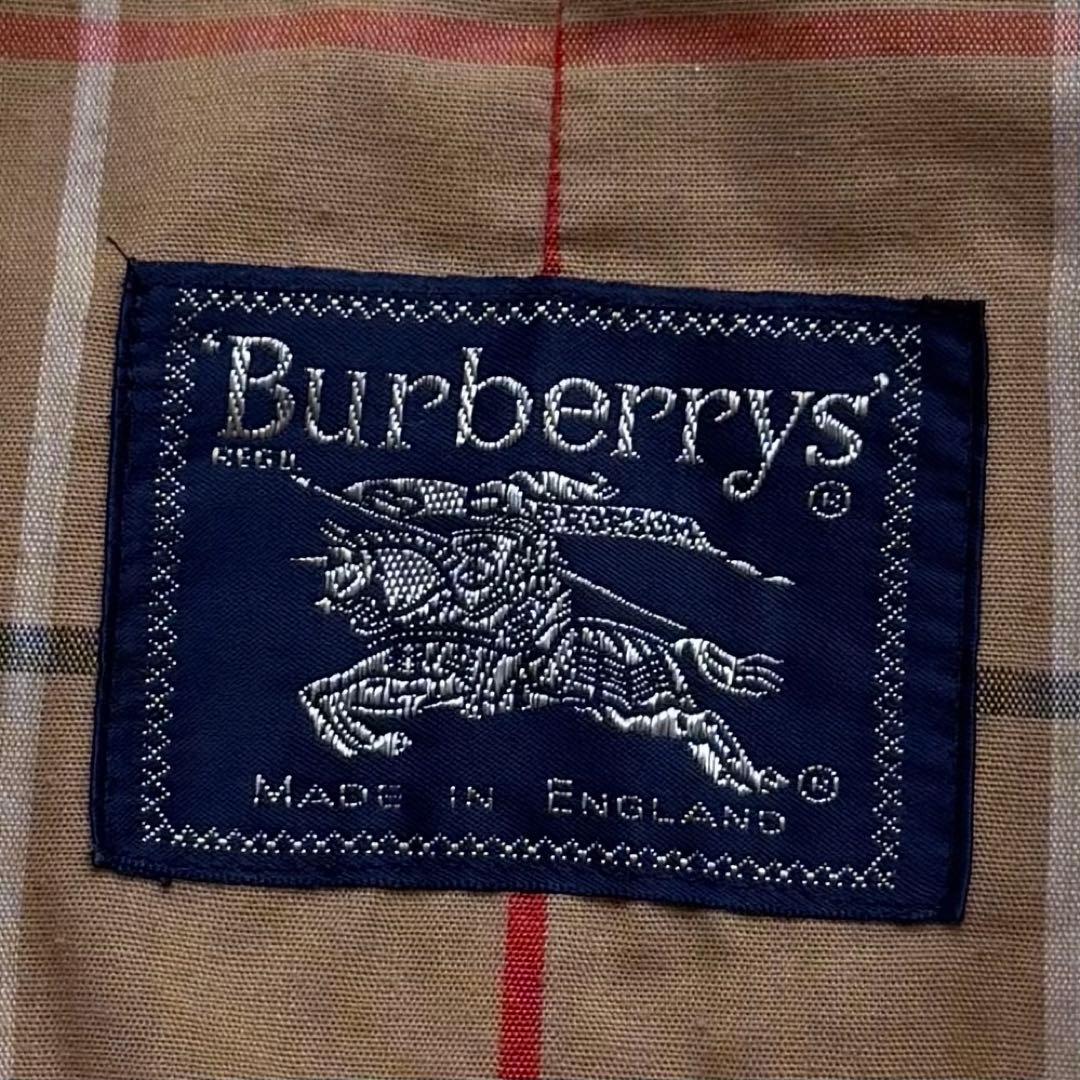 ‘Burberrys’
REGD. ®
®
MADE IN ENGLAND